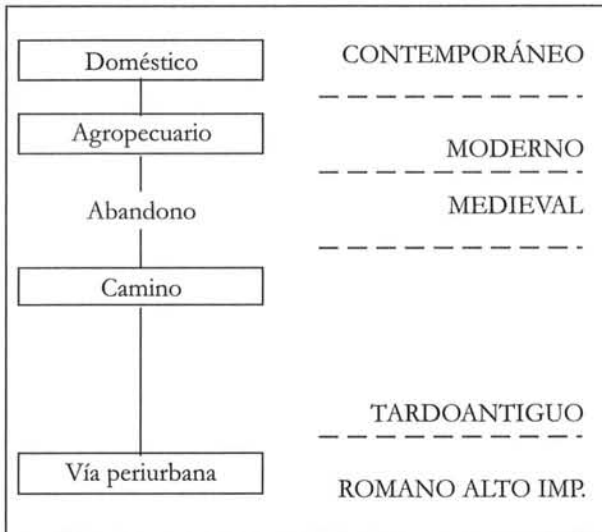 Doméstico
CONTEMPORÁNEO
Agropecuario
MODERNO
Abandono
MEDIEVAL
Camino
TARDOANTIGUO
Vía periurbana
ROMANO ALTO IMP.